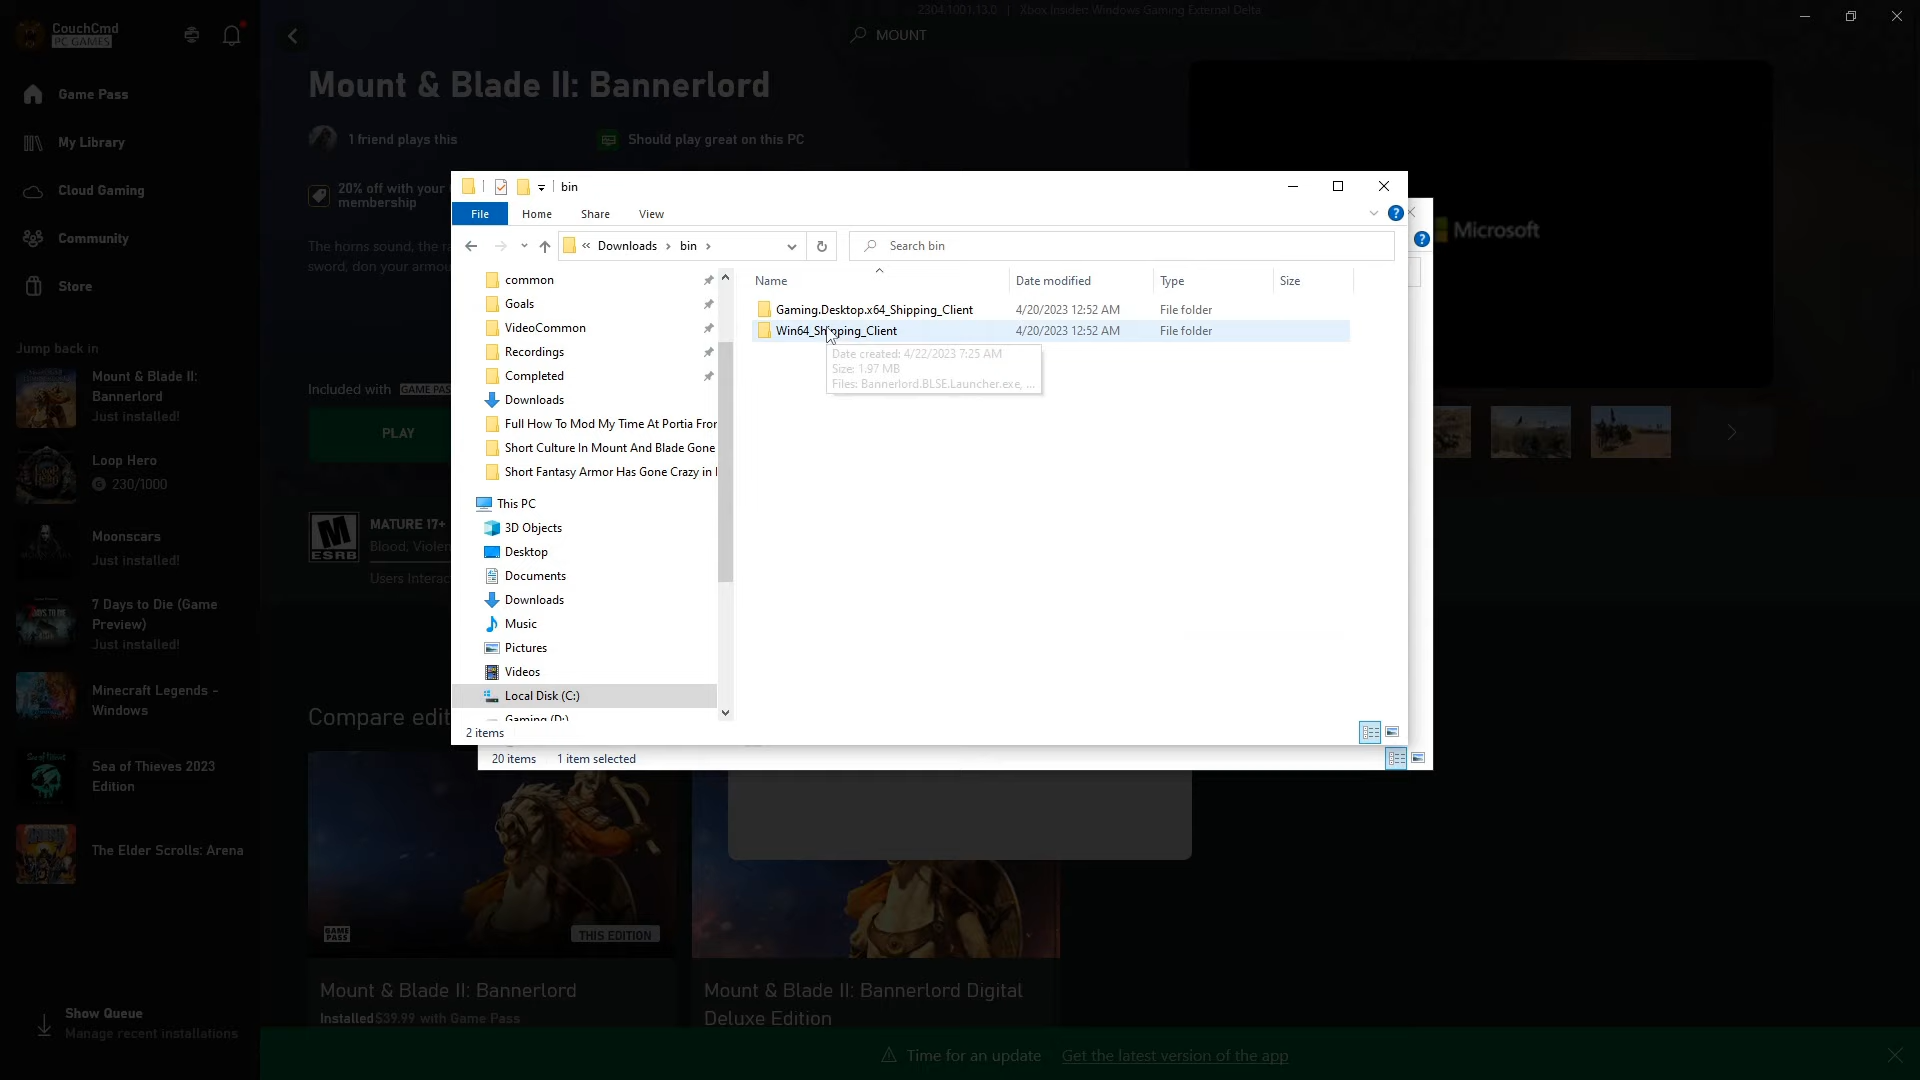 2304.1001.13.0 | Xbox Insider: Windows Gaming External Delta
CouchCmd
PC GAMES
MOUNT
Game Pass
My Library
Cloud Gaming
Community
Store
Jump back in
Mount & Blade II:
Bannerlord
Just installed!
Loop Hero
230/1000
Moonscars
Just installed!
7 Days to Die (Game
Preview)
Just installed!
Minecraft Legends -
Windows
Sea of Thieves 2023
Edition
The Elder Scrolls: Arena
Show Queue
Manage recent installations
Mount & Blade II: Bannerlord
1 friend plays this
Should play great on this PC
20% off with your
membership
The horns sound, the
sword, don your
Included with GAME PASS
PLAY
MATURE 17+
Blood,
Users
M
ESRB
Microsoft
bin
File
Home
Share
View
« Downloads › bin ›
Search bin
Name
Date modified
Type
Size
Gaming.Desktop.x64_Shipping_Client
4/20/2023 12:52 AM
File folder
Win64_Shipping_Client
4/20/2023 12:52 AM
File folder
Date created: 4/22/2023 7:25 AM
Size: 1.97 MB
Files: Bannerlord.BLSE.Launcher.exe, ...
common
Goals
VideoCommon
Recordings
Completed
Downloads
Full How To Mod My Time At Portia
Short Culture In Mount And Blade Gone
Short Fantasy Armor Has Gone Crazy in
This PC
3D Objects
Desktop
Documents
Downloads
Music
Pictures
Videos
Local Disk (C:)
Gaming (D:)
2 items
20 items
1 item selected
Compare
GAME PASS
THIS EDITION
Mount & Blade II: Bannerlord
Installed $39.99 with Game Pass
Mount & Blade II: Bannerlord Digital
Deluxe Edition
Time for an update
Get the latest version of the app